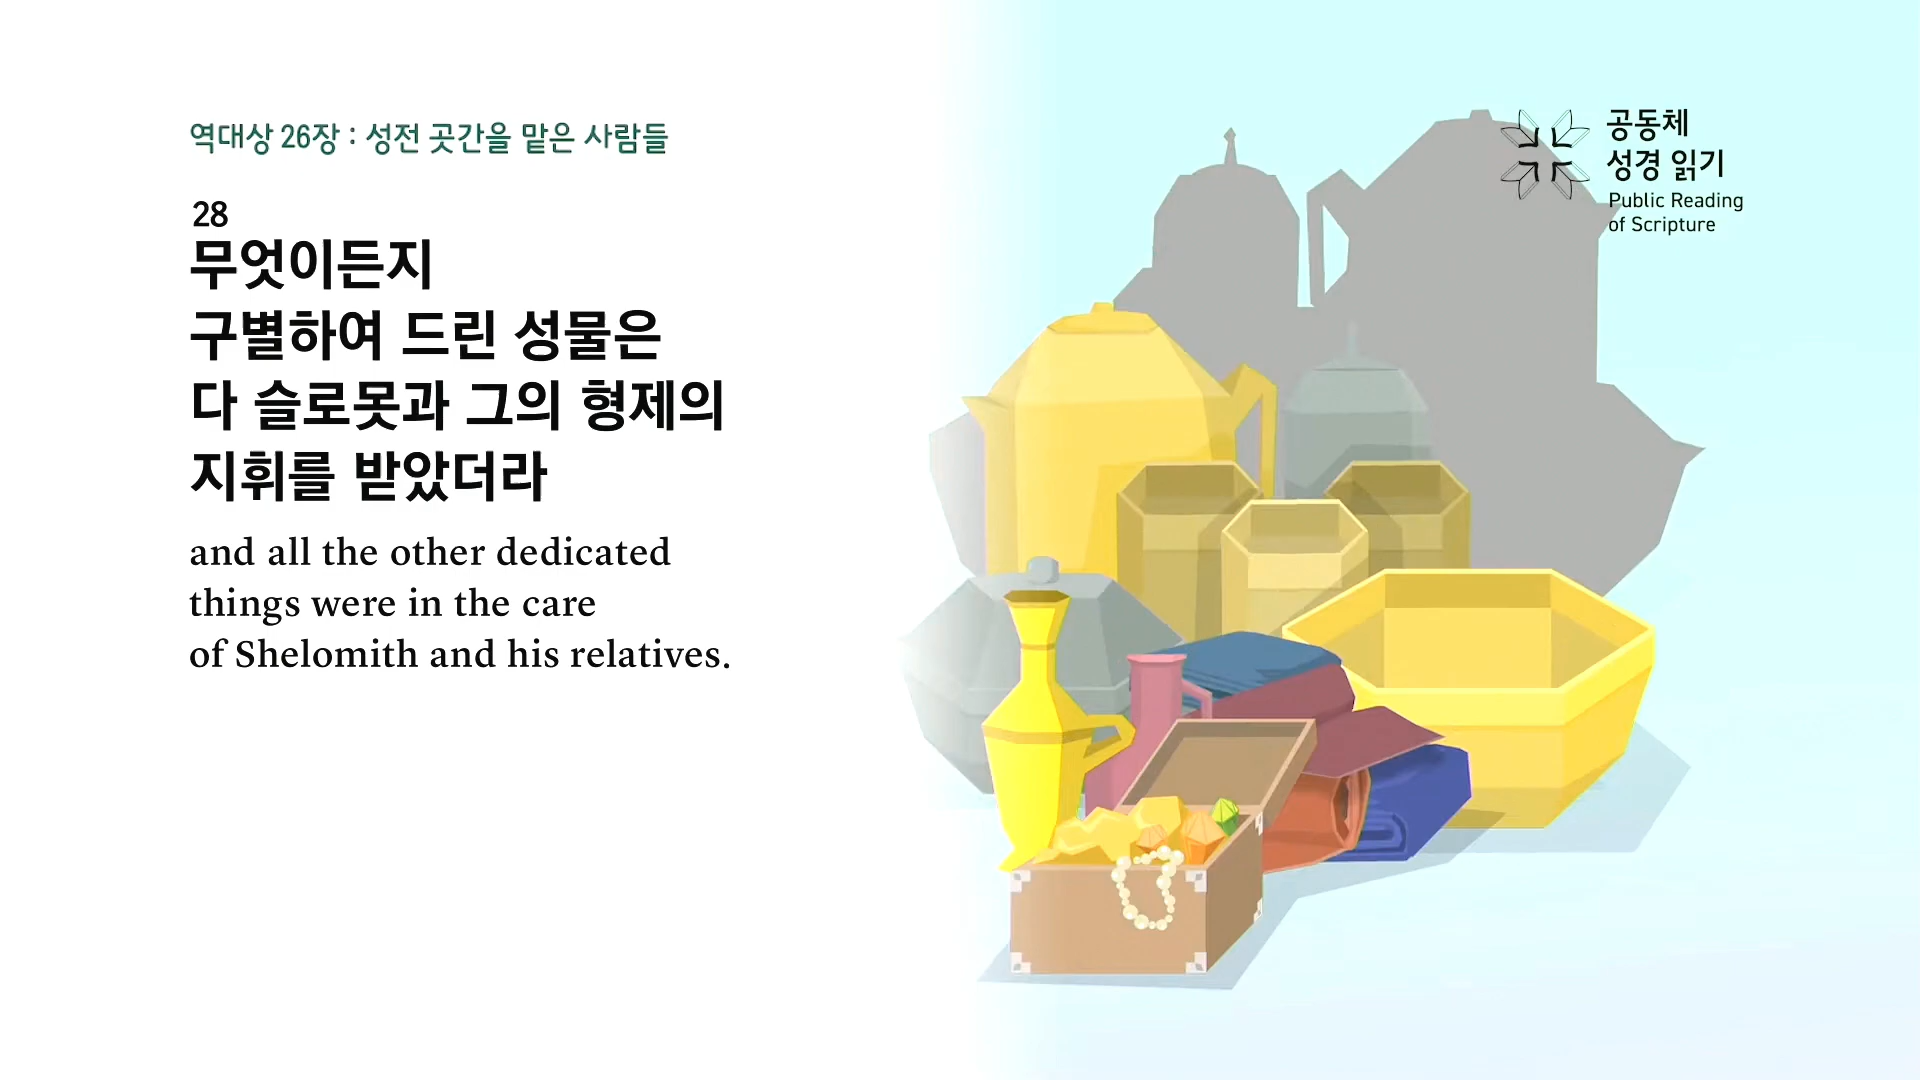 역대상 26장 : 성전 곳간을 맡은 사람들
28
무엇이든지
구별하여 드린 성물은
다 슬로못과 그의 형제의
지휘를 받았더라
and all the other dedicated
things were in the care
of Shelomith and his relatives.
공동체
성경 읽기
Public Reading
of Scripture